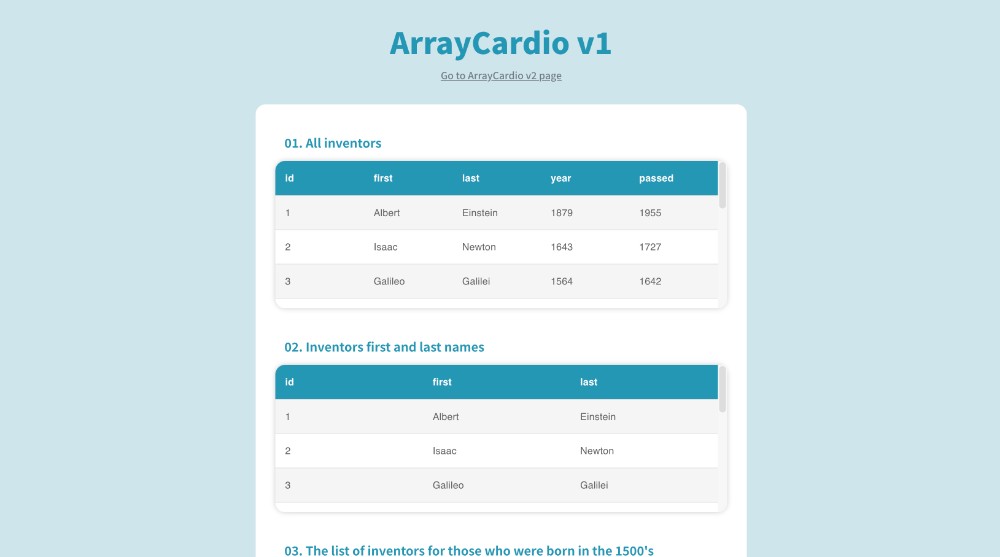 ArrayCardio v1
Go to ArrayCardio v2 page
01. All inventors
id first last year passed
1 Albert Einstein 1879 1955
2 Isaac Newton 1643 1727
3 Galileo Galilei 1564 1642
02. Inventors first and last names
id first last
1 Albert Einstein
2 Isaac Newton
3 Galileo Galilei
03. The list of inventors for those who were born in the 1500's